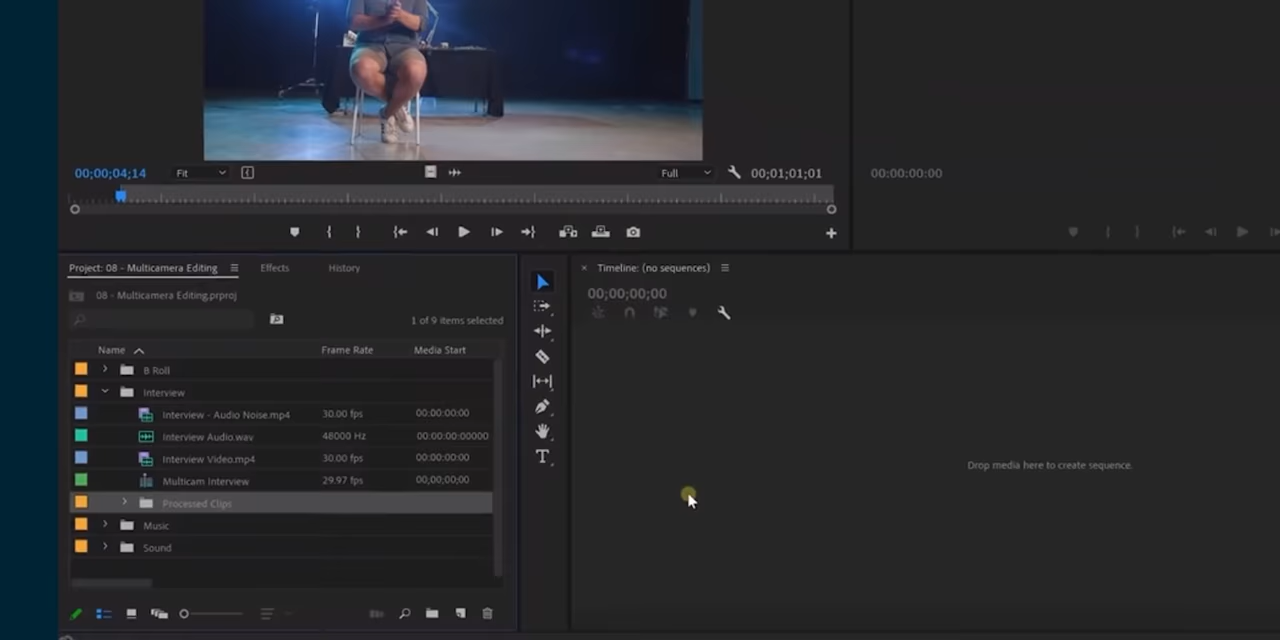 00;00;04;14 Fit Full 00;01;01;01 00:00:00:00
Project: 08 - Multicamera Editing Effects History
08 - Multicamera Editing.prproj
1 of 9 items selected
Name Frame Rate Media Start
B Roll
Interview
Interview - Audio Noise.mp4 30.00 fps 00:00:00:00
Interview Audio.wav 48000 Hz 00:00:00:00000
Interview Video.mp4 30.00 fps 00:00:00:00
Multicam Interview 29.97 fps 00;00;00;00
Processed Clips
Music
Sound
Timeline: (no sequences)
00;00;00;00
Drop media here to create sequence.